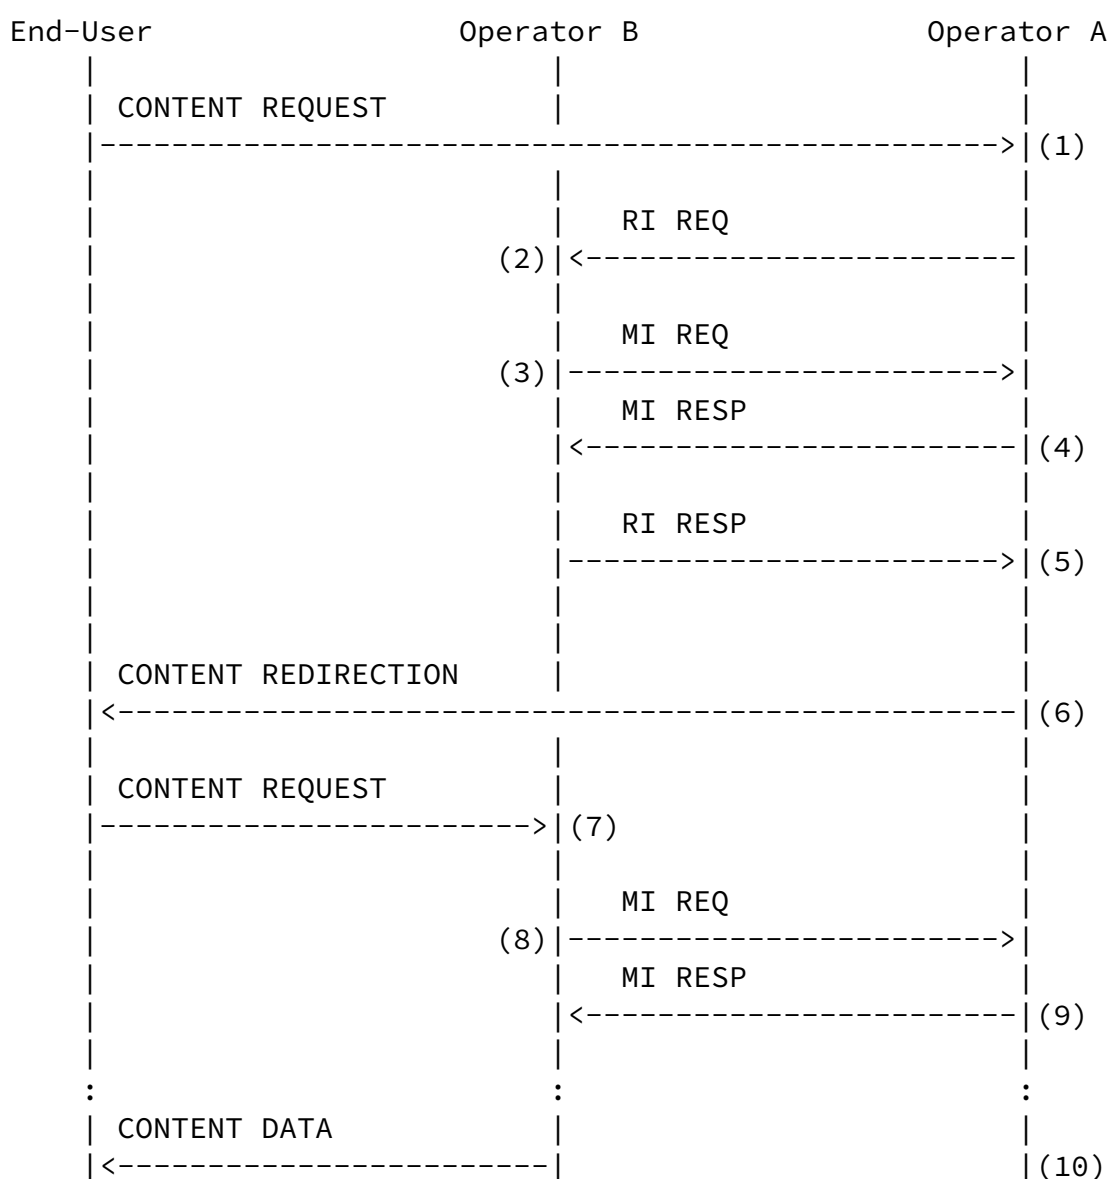 End-User Operator B Operator A
CONTENT REQUEST
(1)
RI REQ
(2)
MI REQ
(3)
MI RESP
(4)
RI RESP
(5)
CONTENT REDIRECTION
(6)
CONTENT REQUEST
(7)
MI REQ
(8)
MI RESP
(9)
: : :
CONTENT DATA
(10)